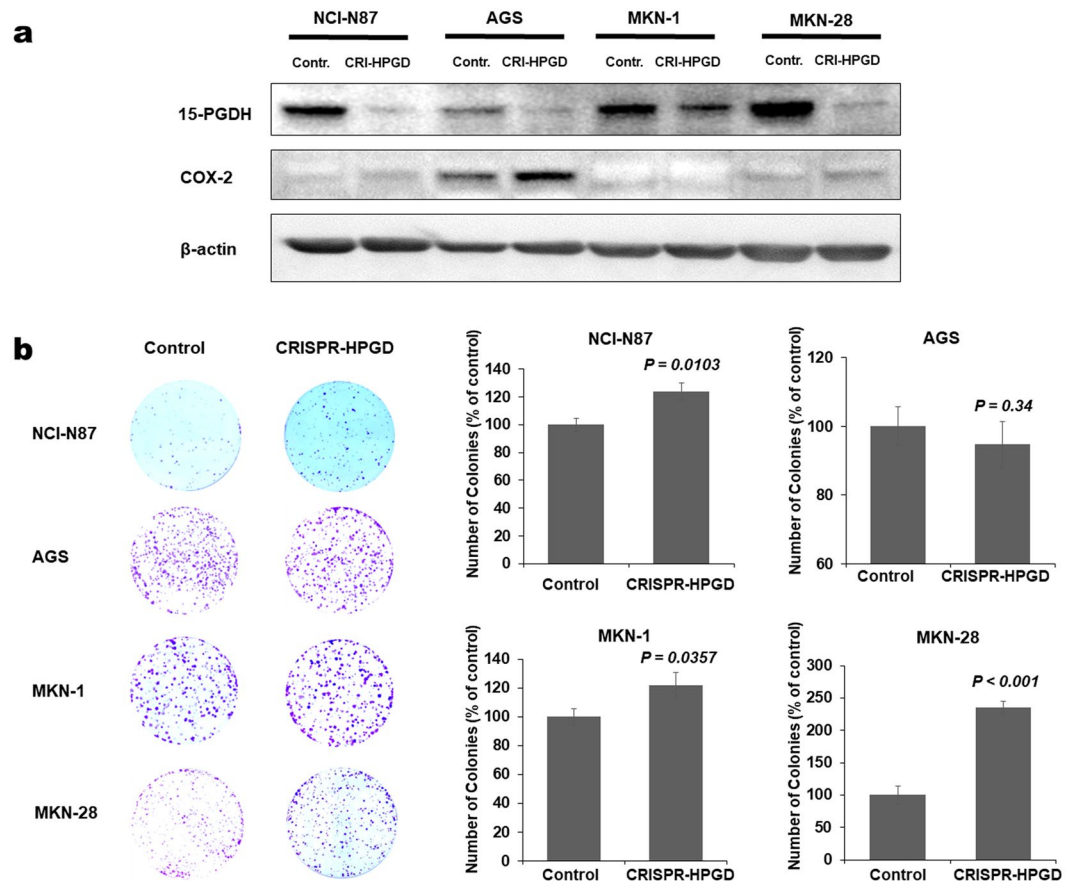 a
NCI-N87 AGS MKN-1 MKN-28
Contr. CRI-HPGD Contr. CRI-HPGD Contr. CRI-HPGD Contr. CRI-HPGD
15-PGDH
COX-2
β-actin
b
Control CRISPR-HPGD
NCI-N87
AGS
MKN-1
MKN-28
NCI-N87
P = 0.0103
Number of Colonies (% of control)
140
120
100
80
60
40
20
0
Control CRISPR-HPGD
AGS
P = 0.34
Number of Colonies (% of control)
120
100
80
60
Control CRISPR-HPGD
MKN-1
P = 0.0357
Number of Colonies (% of control)
140
120
100
80
60
40
20
0
Control CRISPR-HPGD
MKN-28
P < 0.001
Number of Colonies (% of control)
300
250
200
150
100
50
0
Control CRISPR-HPGD